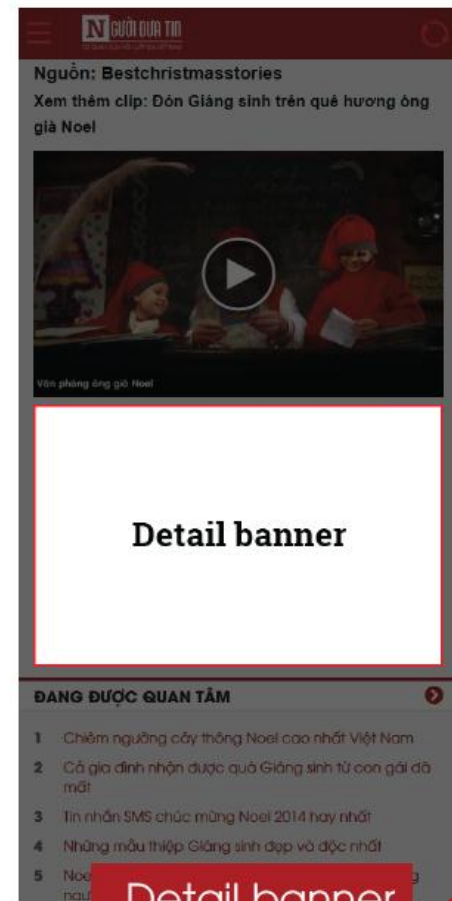 NGƯỜI ĐƯA TIN
Nguồn: Bestchristmasstories
Xem thêm clip: Đón Giáng sinh trên quê hương ông
già Noel
Văn phòng ông già Noel
Detail banner
ĐANG ĐƯỢC QUAN TÂM
1 Chiêm ngưỡng cây thông Noel cao nhất Việt Nam
2 Cả gia đình nhận được quà Giáng sinh từ con gái đã
mất
3 Tin nhắn SMS chúc mừng Noel 2014 hay nhất
4 Những mẫu thiệp Giáng sinh đẹp và độc nhất
5 Noe
Detail banner